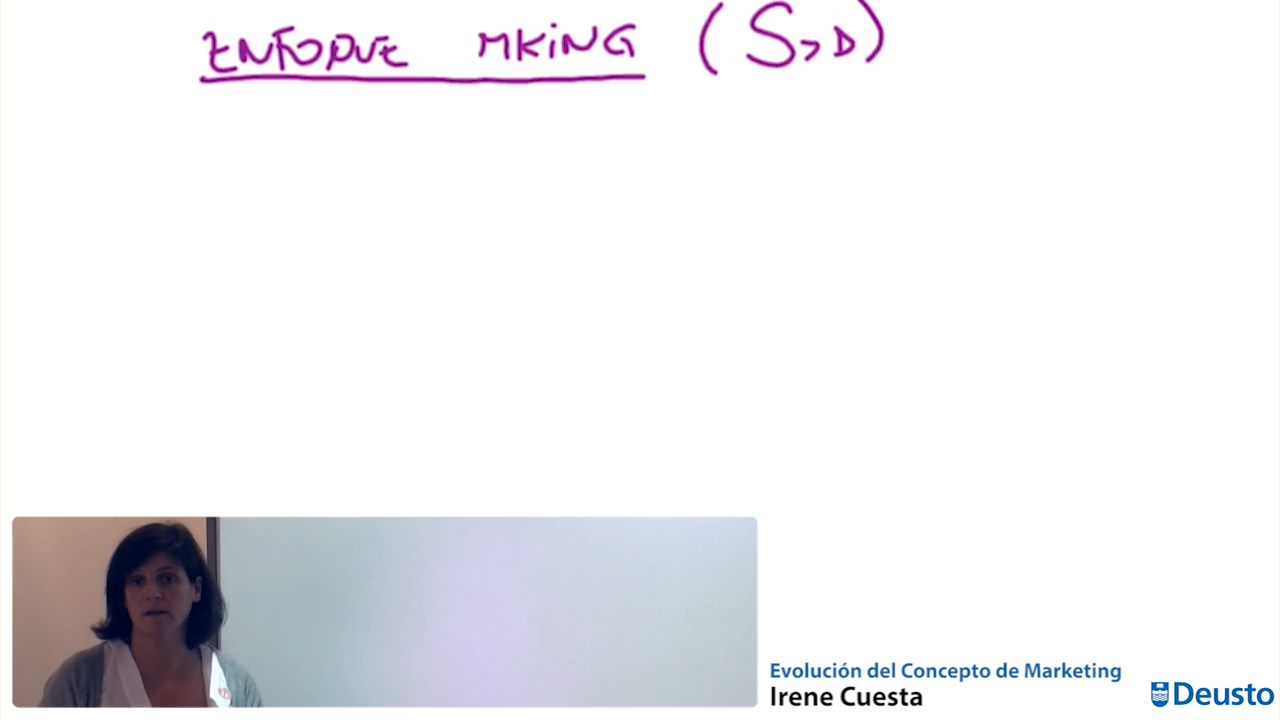 ENFOQUE MKiNG (S>D)
Evolución del Concepto de Marketing
Irene Cuesta
Deusto